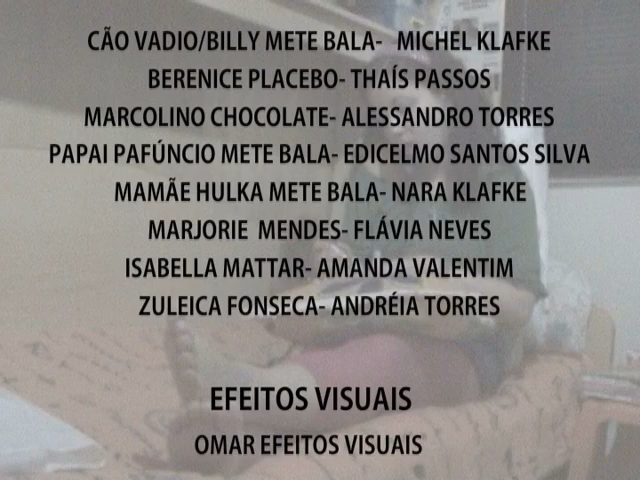 CÃO VADIO/BILLY METE BALA- MICHEL KLAFKE
BERENICE PLACEBO- THAÍS PASSOS
MARCOLINO CHOCOLATE- ALESSANDRO TORRES
PAPAI PAFÚNCIO METE BALA- EDICELMO SANTOS SILVA
MAMÃE HULKA METE BALA- NARA KLAFKE
MARJORIE MENDES- FLÁVIA NEVES
ISABELLA MATTAR- AMANDA VALENTIM
ZULEICA FONSECA- ANDRÉIA TORRES
EFEITOS VISUAIS
OMAR EFEITOS VISUAIS